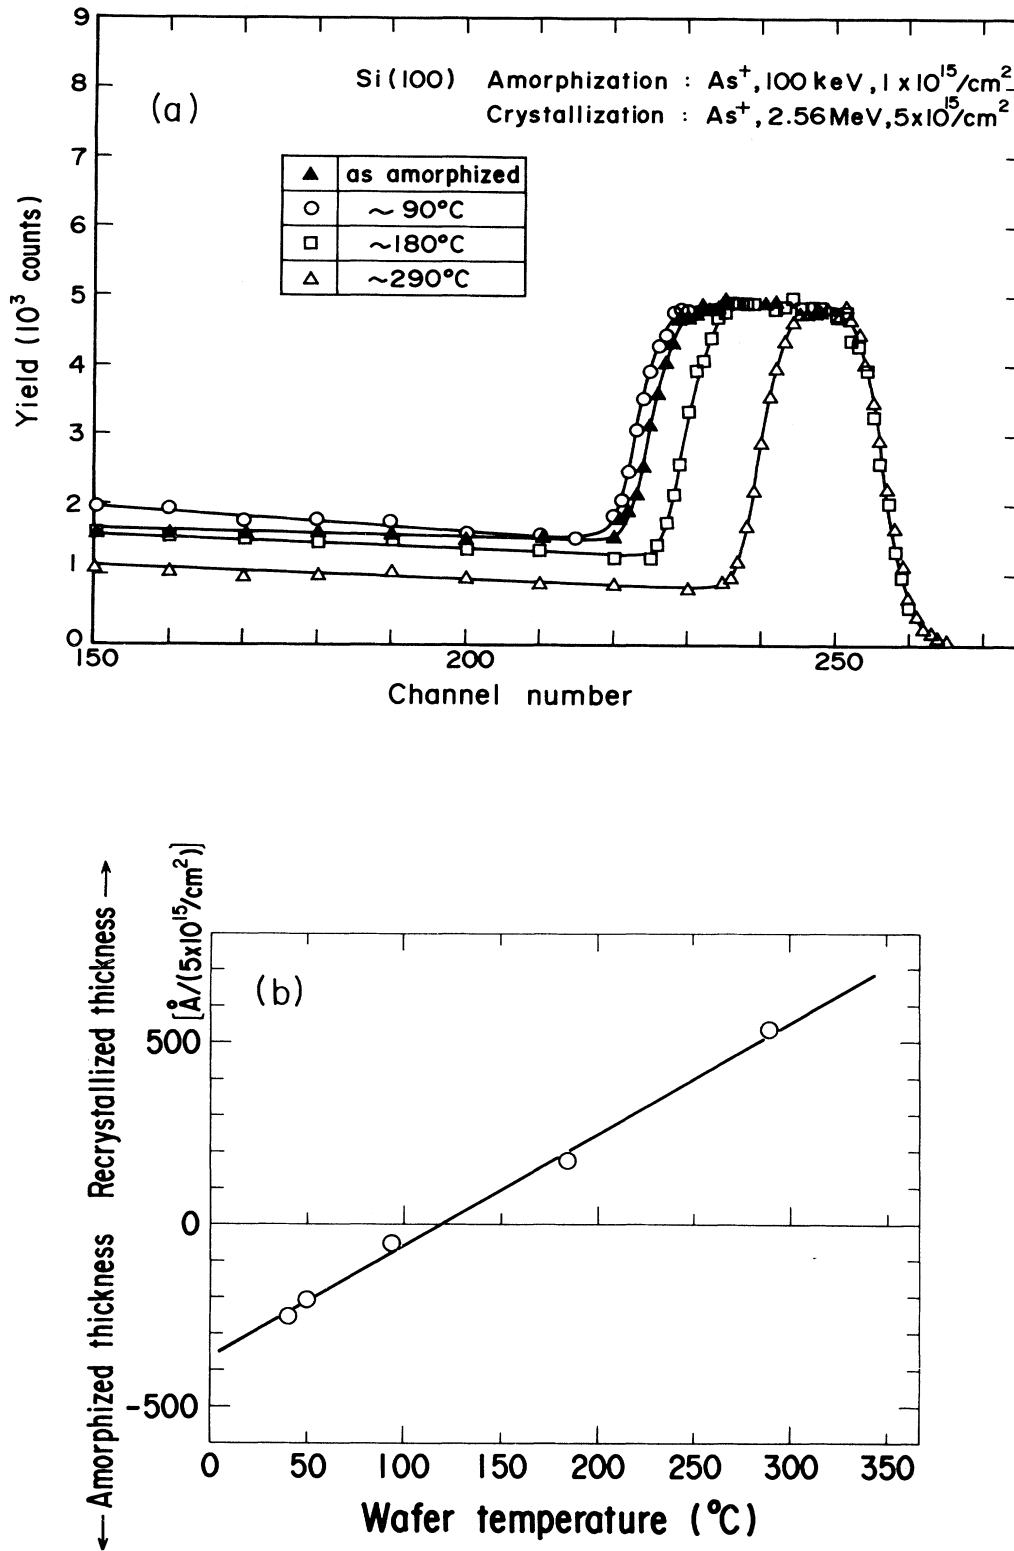 (a)
Si(100) Amorphization : As⁺, 100 keV, 1 x 10¹⁵/cm²
Crystallization : As⁺, 2.56 MeV, 5x10¹⁵/cm²
▲ as amorphized
○ ~ 90°C
□ ~180°C
△ ~290°C
Yield (10³ counts)
9
8
7
6
5
4
3
2
1
0
150 200 250
Channel number
(b)
← Amorphized thickness Recrystallized thickness →
[Å/(5x10¹⁵/cm²)]
500
0
-500
0 50 100 150 200 250 300 350
Wafer temperature (°C)